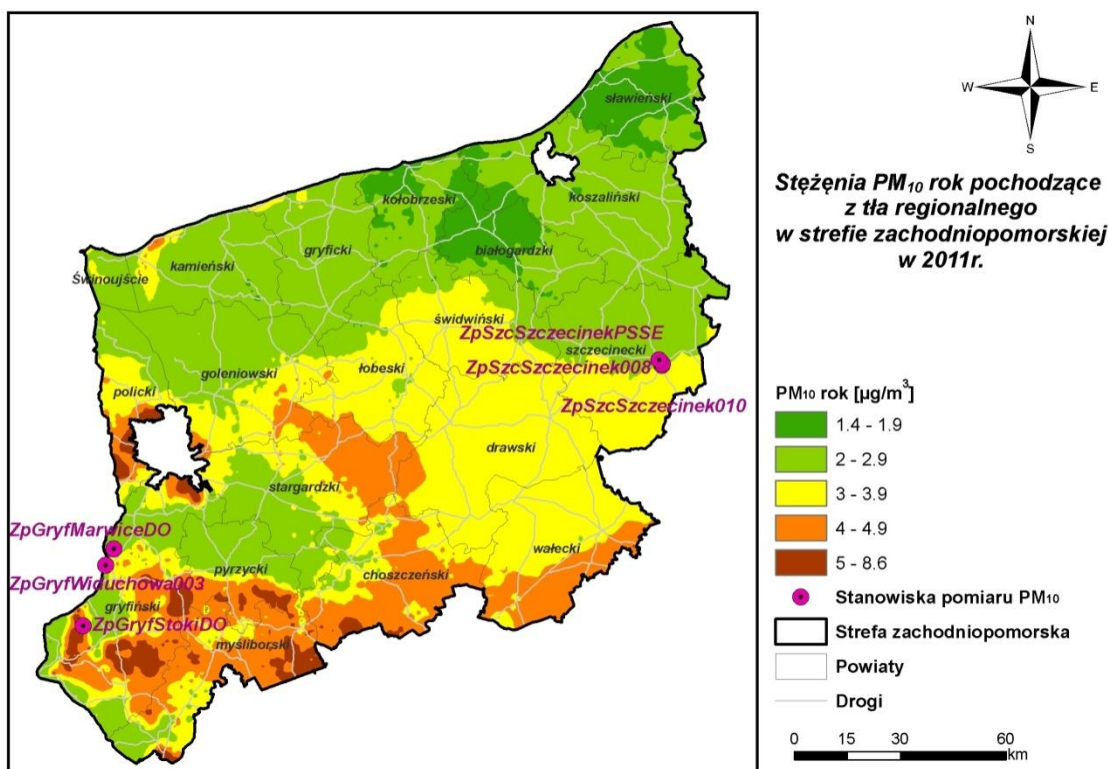 N
W
E
S
Stężenia PM₁₀ rok pochodzące
z tła regionalnego
w strefie zachodniopomorskiej
w 2011r.
sławieński
kołobrzeski
koszaliński
gryficki
białogardzki
kamieński
Świnoujście
świdwiński
ZpSzcSzczecinekPSSE
szczecinecki
ZpSzcSzczecinek008
goleniowski
łobeski
policki
ZpSzcSzczecinek010
drawski
stargardzki
ZpGryfMarwiceDO
wałecki
pyrzycki
choszczeński
ZpGryfWiduchowa003
gryfiński
ZpGryfStokiDO
myśliborski
PM₁₀ rok [µg/m³]
1.4 - 1.9
2 - 2.9
3 - 3.9
4 - 4.9
5 - 8.6
Stanowiska pomiaru PM₁₀
Strefa zachodniopomorska
Powiaty
Drogi
0 15 30 60
km